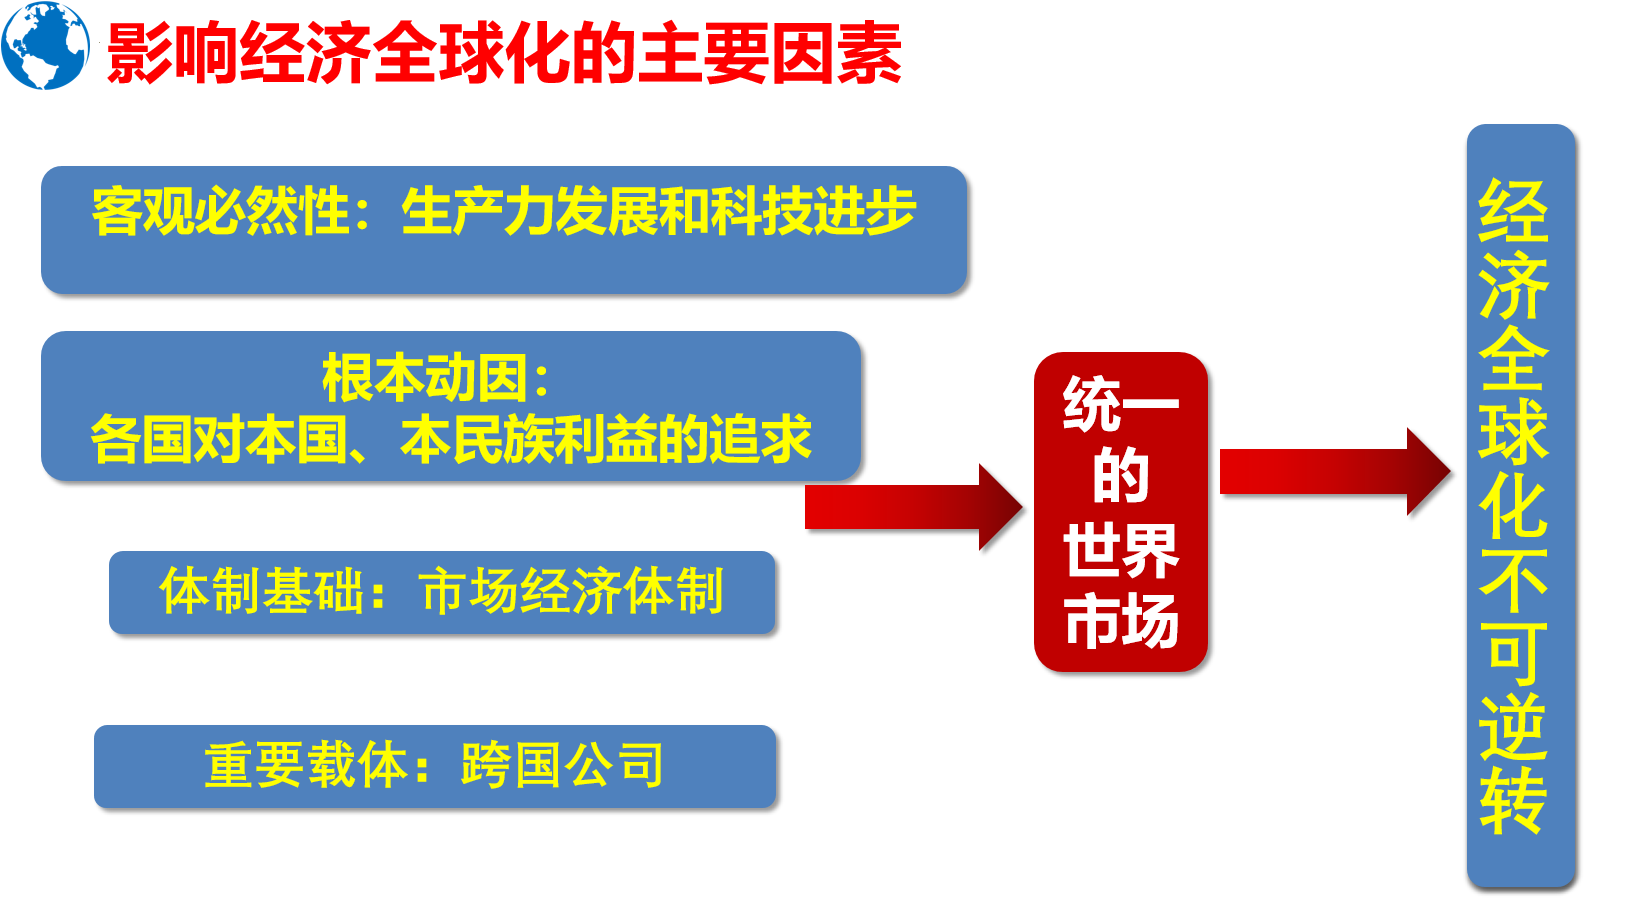 影响经济全球化的主要因素
客观必然性：生产力发展和科技进步
根本动因：
各国对本国、本民族利益的追求
体制基础：市场经济体制
重要载体：跨国公司
统一
的
世界
市场
经济全球化不可逆转